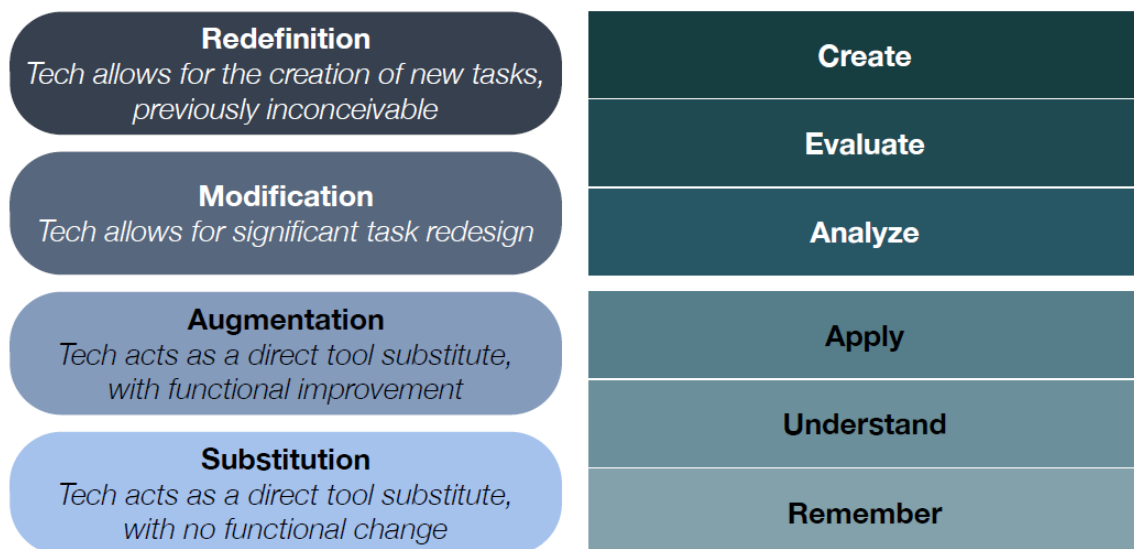 Redefinition
Tech allows for the creation of new tasks,
previously inconceivable
Modification
Tech allows for significant task redesign
Augmentation
Tech acts as a direct tool substitute,
with functional improvement
Substitution
Tech acts as a direct tool substitute,
with no functional change
Create
Evaluate
Analyze
Apply
Understand
Remember